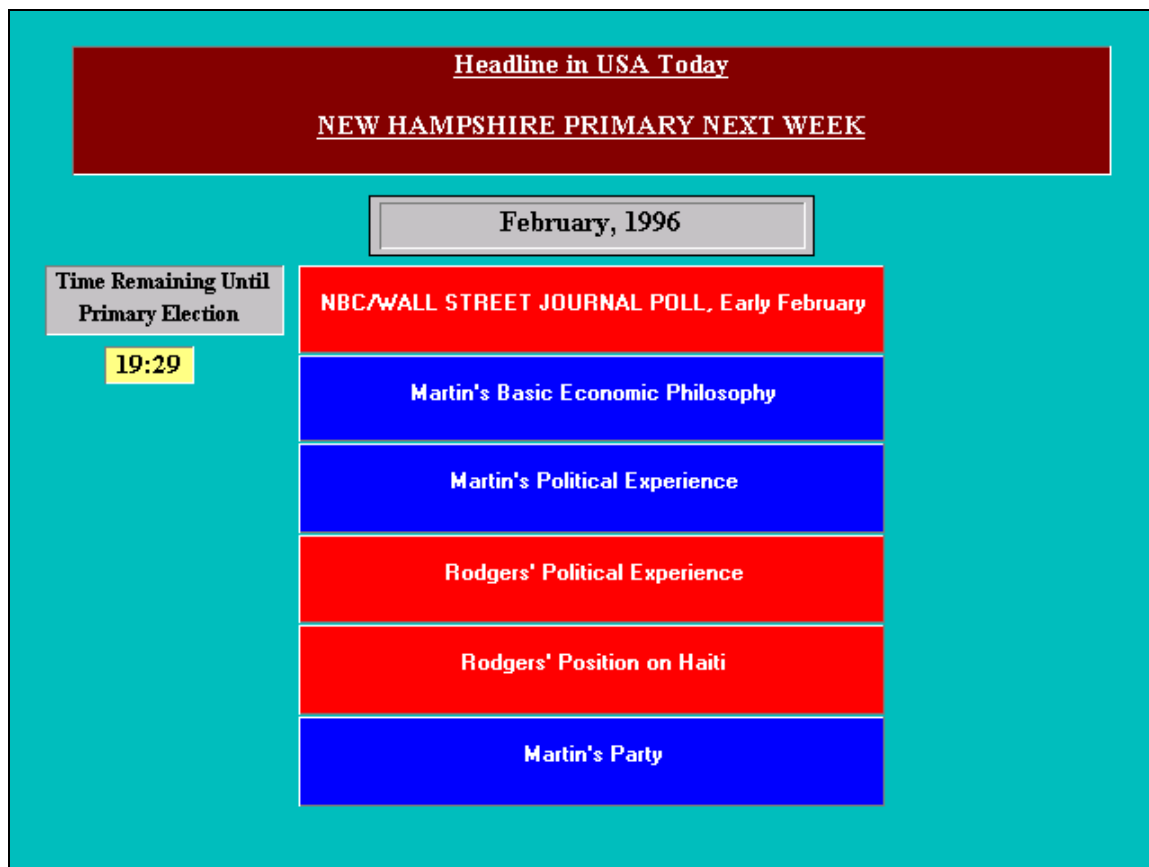 Headline in USA Today
NEW HAMPSHIRE PRIMARY NEXT WEEK
February, 1996
Time Remaining Until
Primary Election
19:29
NBC/WALL STREET JOURNAL POLL, Early February
Martin's Basic Economic Philosophy
Martin's Political Experience
Rodgers' Political Experience
Rodgers' Position on Haiti
Martin's Party